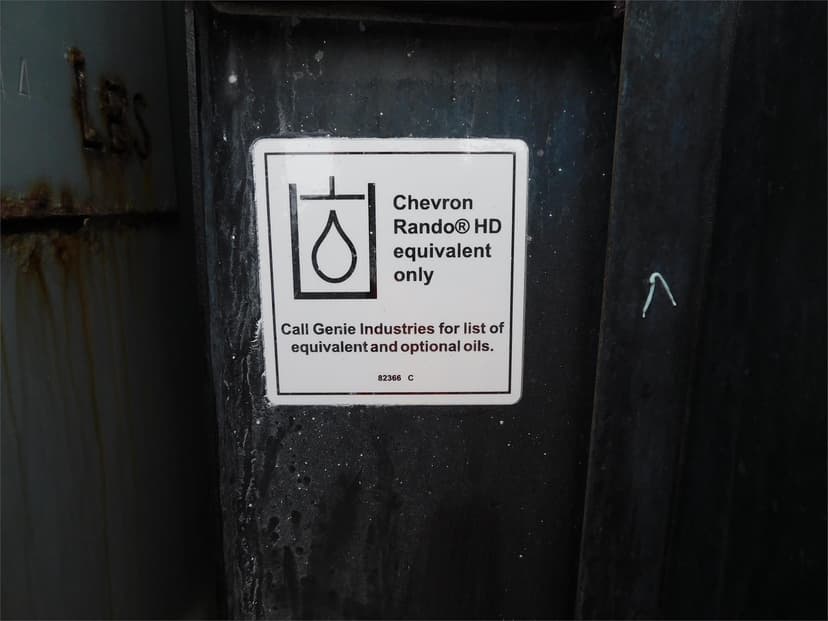 LBS
Chevron
Rando® HD
equivalent
only
Call Genie Industries for list of
equivalent and optional oils.
82366 C